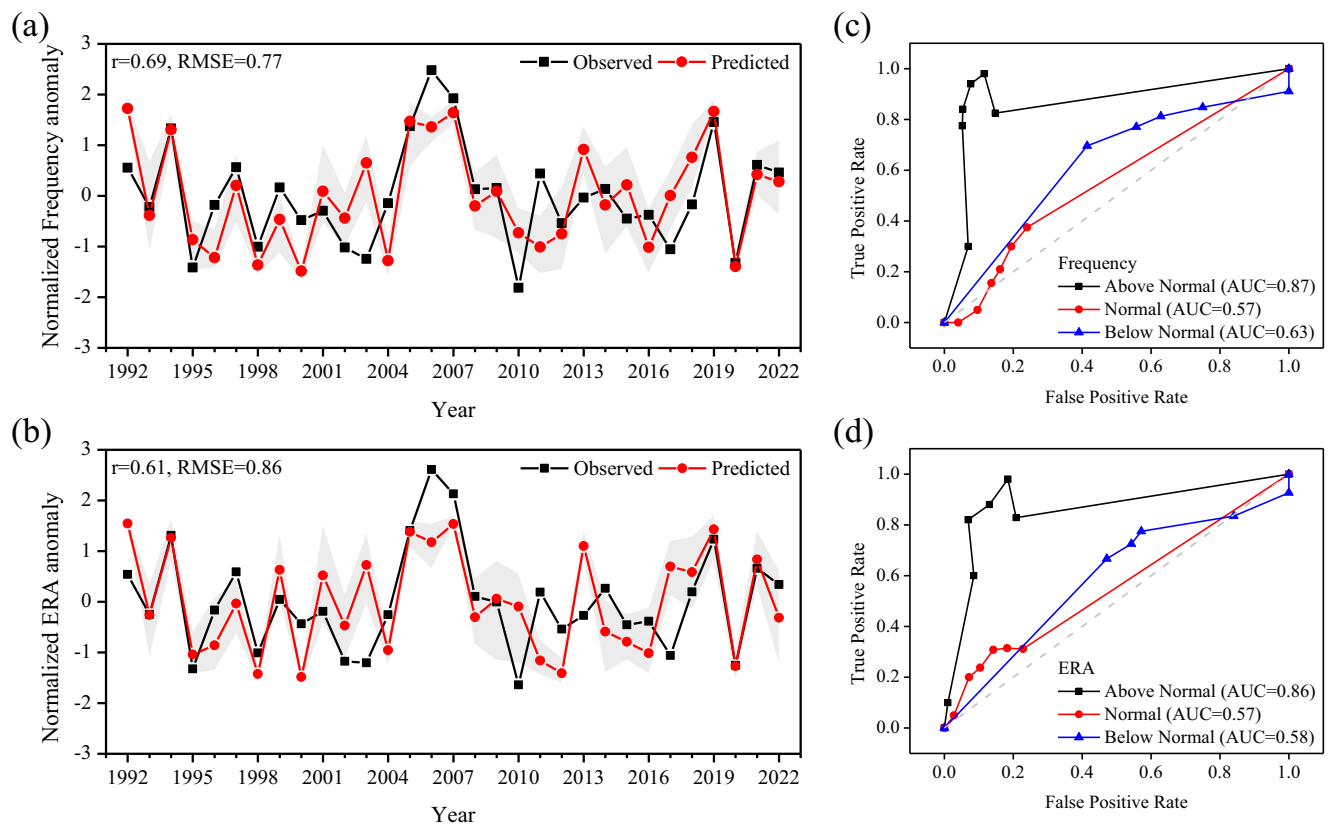 (a)
Normalized Frequency anomaly
3
2
1
0
-1
-2
-3
r=0.69, RMSE=0.77
Observed
Predicted
1992 1995 1998 2001 2004 2007 2010 2013 2016 2019 2022
Year
(c)
True Positive Rate
1.0
0.8
0.6
0.4
0.2
0.0
Frequency
Above Normal (AUC=0.87)
Normal (AUC=0.57)
Below Normal (AUC=0.63)
0.0 0.2 0.4 0.6 0.8 1.0
False Positive Rate
(b)
Normalized ERA anomaly
3
2
1
0
-1
-2
-3
r=0.61, RMSE=0.86
Observed
Predicted
1992 1995 1998 2001 2004 2007 2010 2013 2016 2019 2022
Year
(d)
True Positive Rate
1.0
0.8
0.6
0.4
0.2
0.0
ERA
Above Normal (AUC=0.86)
Normal (AUC=0.57)
Below Normal (AUC=0.58)
0.0 0.2 0.4 0.6 0.8 1.0
False Positive Rate